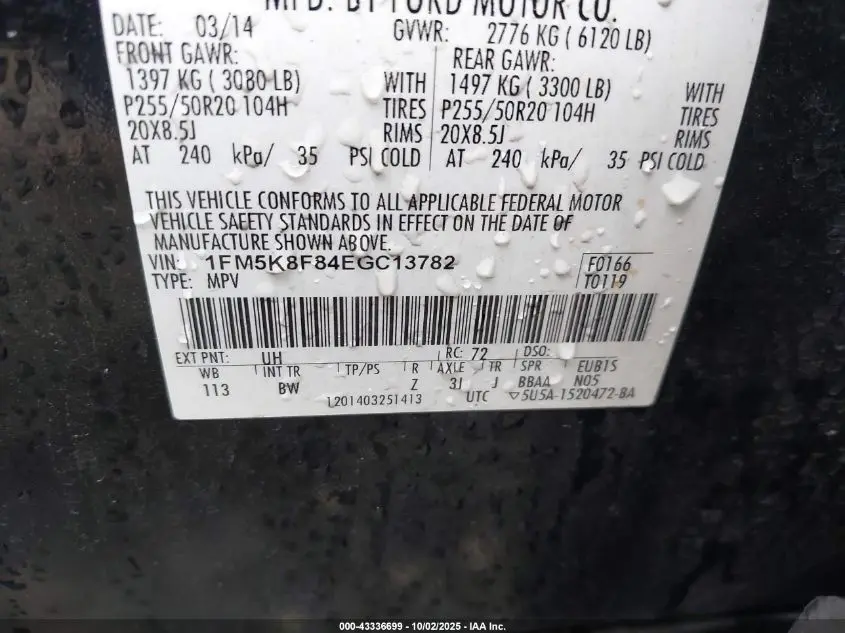 MFD. BY FORD MOTOR CO.
DATE: 03/14 GVWR: 2776 KG ( 6120 LB)
FRONT GAWR: REAR GAWR:
1397 KG ( 3080 LB) WITH 1497 KG ( 3300 LB) WITH
P255/50R20 104H TIRES P255/50R20 104H TIRES
20X8.5J RIMS 20X8.5J RIMS
AT 240 kPa/ 35 PSI COLD AT 240 kPa/ 35 PSI COLD
THIS VEHICLE CONFORMS TO ALL APPLICABLE FEDERAL MOTOR
VEHICLE SAFETY STANDARDS IN EFFECT ON THE DATE OF
MANUFACTURE SHOWN ABOVE.
VIN: 1FM5K8F84EGC13782 F0166
TYPE: MPV T0119
EXT PNT: UH RC: 72 DSO:
WB INT TR TP/PS R AXLE TR SPR EUB15
113 BW Z 3J J BBAA N05
1201403251413 UTC ▽5U5A-1520472-BA
000-43336699 - 10/02/2025 - IAA Inc.